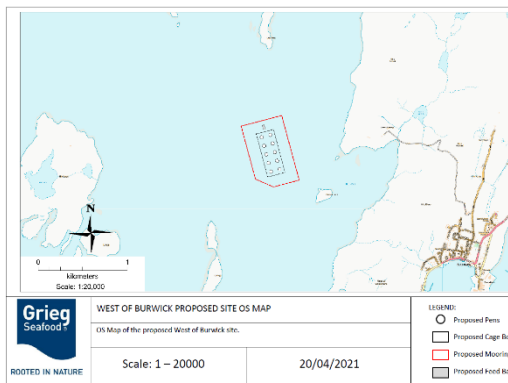 N
0 1
kilometers
Scale: 1:20,000
Grieg
Seafood
ROOTED IN NATURE
WEST OF BURWICK PROPOSED SITE OS MAP
OS Map of the proposed West of Burwick site.
Scale: 1 – 20000
20/04/2021
LEGEND:
Proposed Pens
Proposed Cage Bo
Proposed Moorin
Proposed Feed Ba